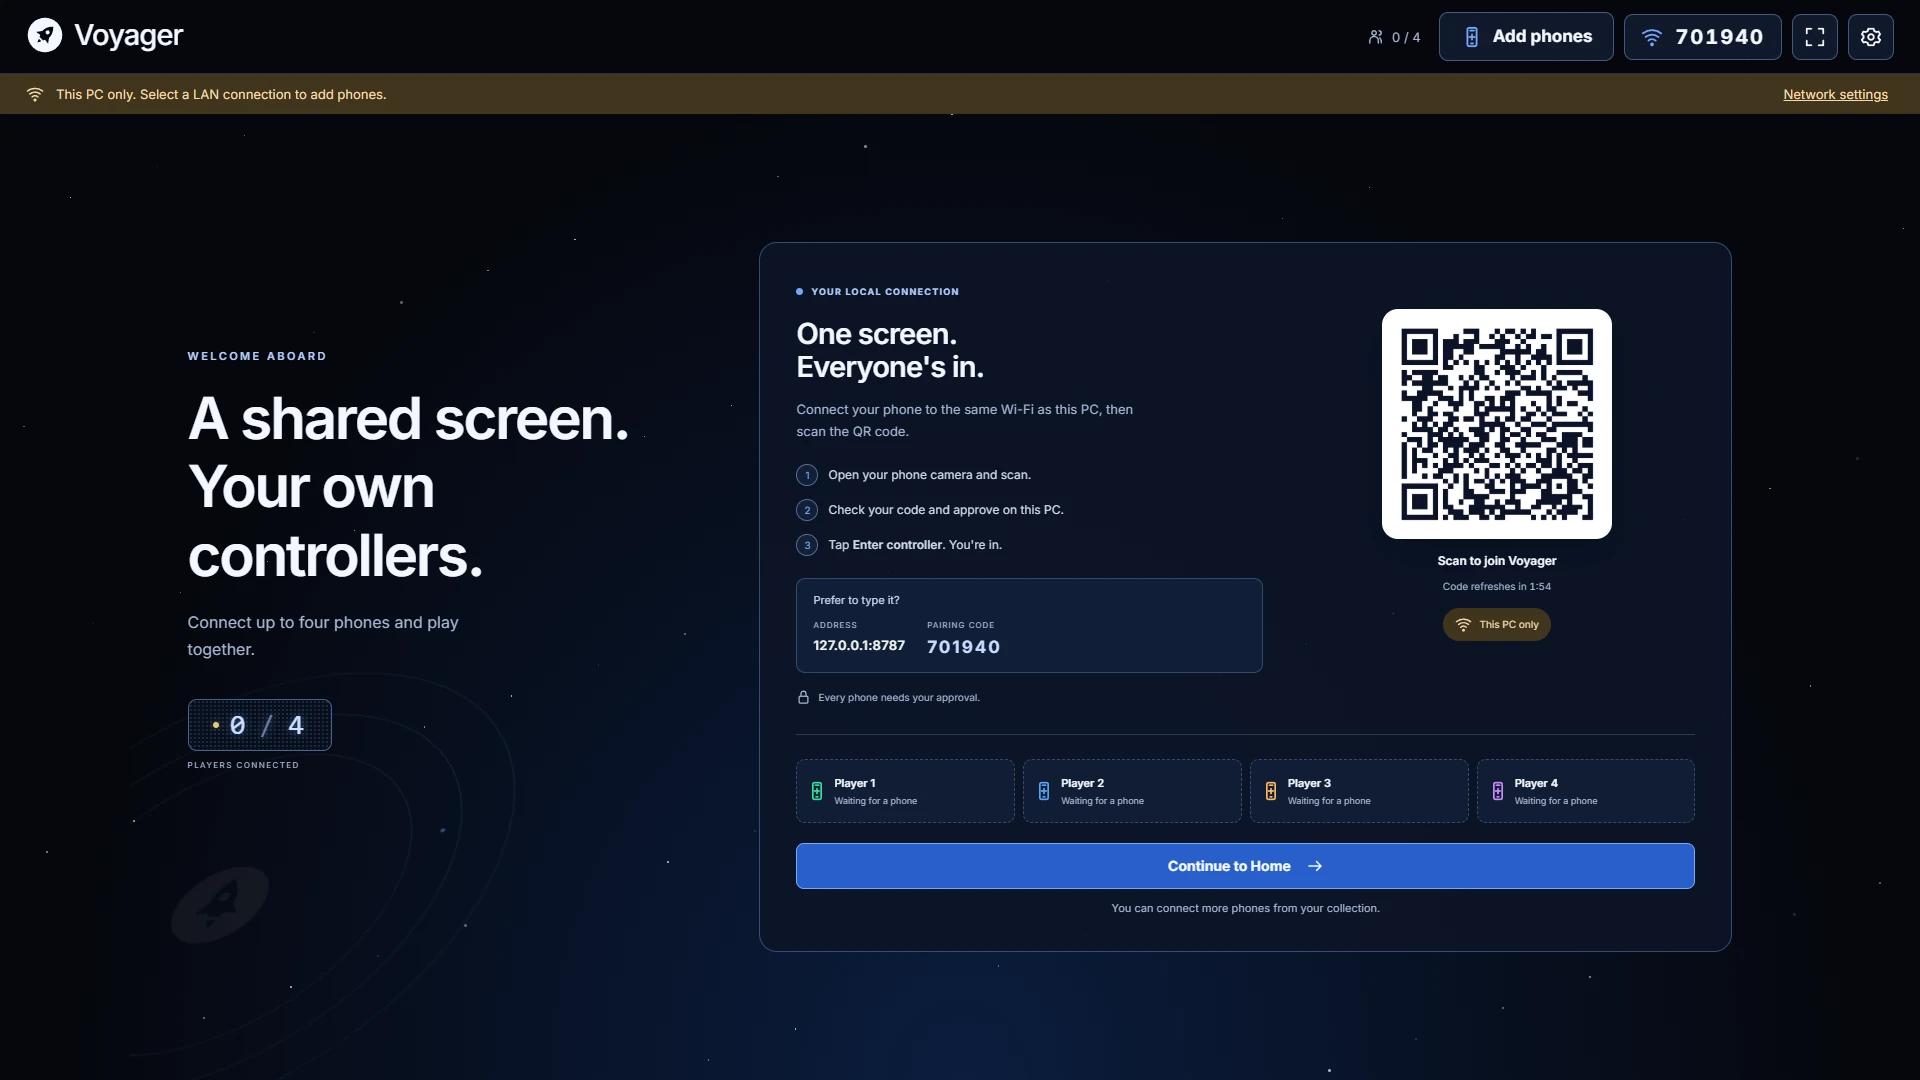 Voyager
0 / 4
Add phones
701940
This PC only. Select a LAN connection to add phones.
Network settings
WELCOME ABOARD
A shared screen.
Your own
controllers.
Connect up to four phones and play
together.
0 / 4
PLAYERS CONNECTED
YOUR LOCAL CONNECTION
One screen.
Everyone's in.
Connect your phone to the same Wi-Fi as this PC, then
scan the QR code.
1 Open your phone camera and scan.
2 Check your code and approve on this PC.
3 Tap Enter controller. You're in.
Prefer to type it?
ADDRESS PAIRING CODE
127.0.0.1:8787 701940
Every phone needs your approval.
Scan to join Voyager
Code refreshes in 1:54
This PC only
Player 1
Waiting for a phone
Player 2
Waiting for a phone
Player 3
Waiting for a phone
Player 4
Waiting for a phone
Continue to Home
You can connect more phones from your collection.